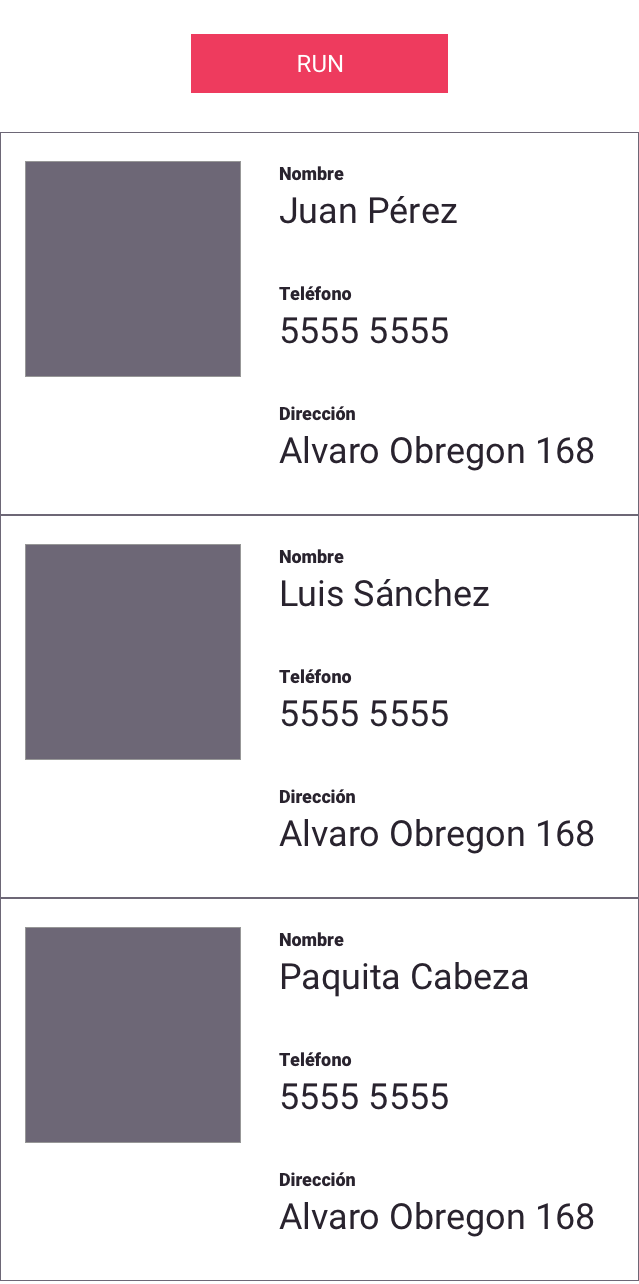 RUN
Nombre
Juan Pérez
Teléfono
5555 5555
Dirección
Alvaro Obregon 168
Nombre
Luis Sánchez
Teléfono
5555 5555
Dirección
Alvaro Obregon 168
Nombre
Paquita Cabeza
Teléfono
5555 5555
Dirección
Alvaro Obregon 168